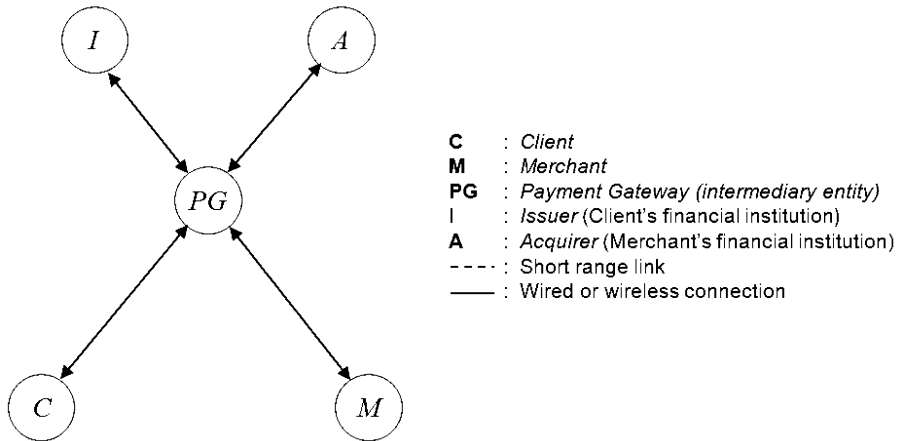 I
A
PG
C
M
C : Client
M : Merchant
PG : Payment Gateway (intermediary entity)
I : Issuer (Client's financial institution)
A : Acquirer (Merchant's financial institution)
: Short range link
: Wired or wireless connection